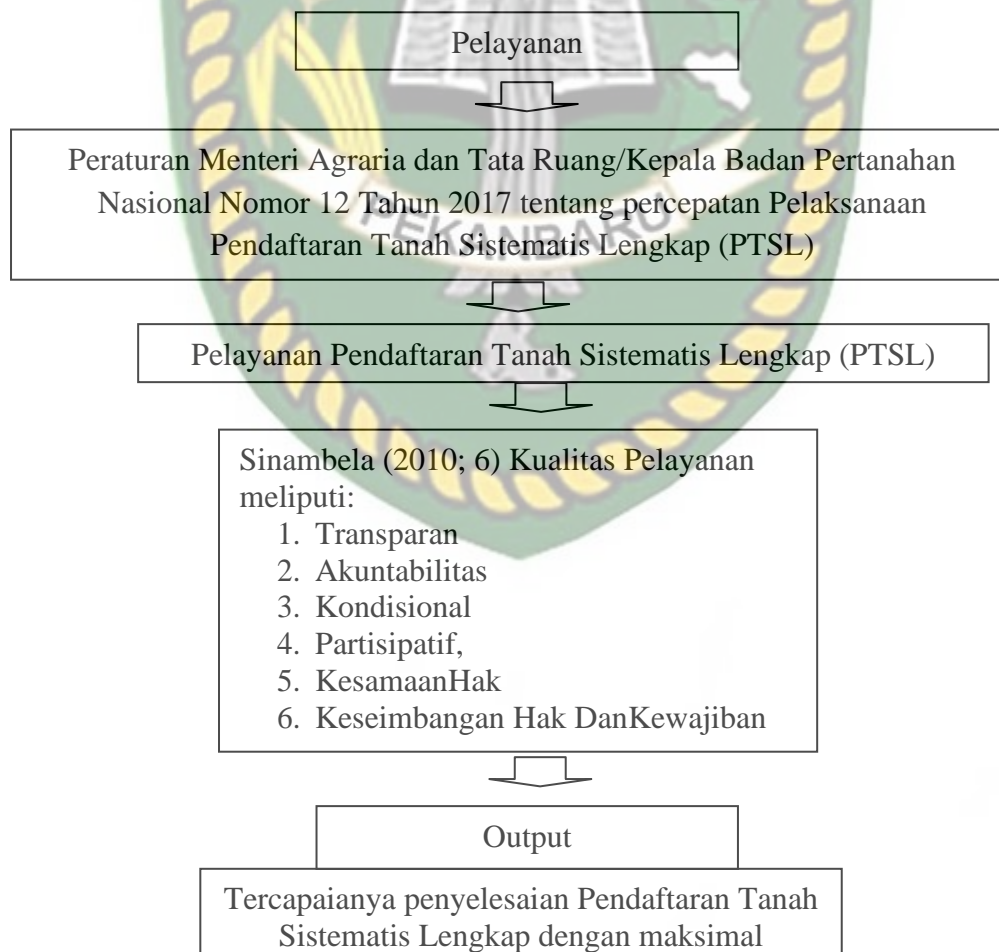 Pelayanan
Peraturan Menteri Agraria dan Tata Ruang/Kepala Badan Pertanahan
Nasional Nomor 12 Tahun 2017 tentang percepatan Pelaksanaan
Pendaftaran Tanah Sistematis Lengkap (PTSL)
PEKANBARU
Pelayanan Pendaftaran Tanah Sistematis Lengkap (PTSL)
Sinambela (2010; 6) Kualitas Pelayanan
meliputi:
1. Transparan
2. Akuntabilitas
3. Kondisional
4. Partisipatif,
5. KesamaanHak
6. Keseimbangan Hak DanKewajiban
Output
Tercapaianya penyelesaian Pendaftaran Tanah
Sistematis Lengkap dengan maksimal